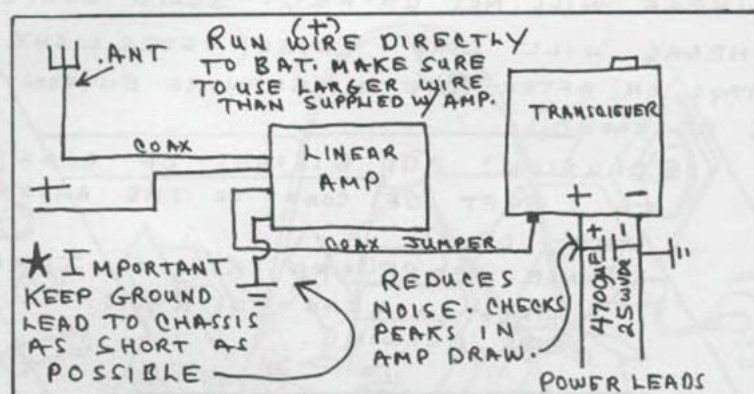 RUN (+) WIRE DIRECTLY
TO BAT. MAKE SURE
TO USE LARGER WIRE
THAN SUPPLIED W/ AMP.
ANT
COAX
+
LINEAR
AMP
TRANSCIEVER
+ −
COAX JUMPER
★ IMPORTANT
KEEP GROUND
LEAD TO CHASSIS
AS SHORT AS
POSSIBLE
REDUCES
NOISE. CHECKS
PEAKS IN
AMP DRAW.
+ −
4700µF
25WVDC
POWER LEADS